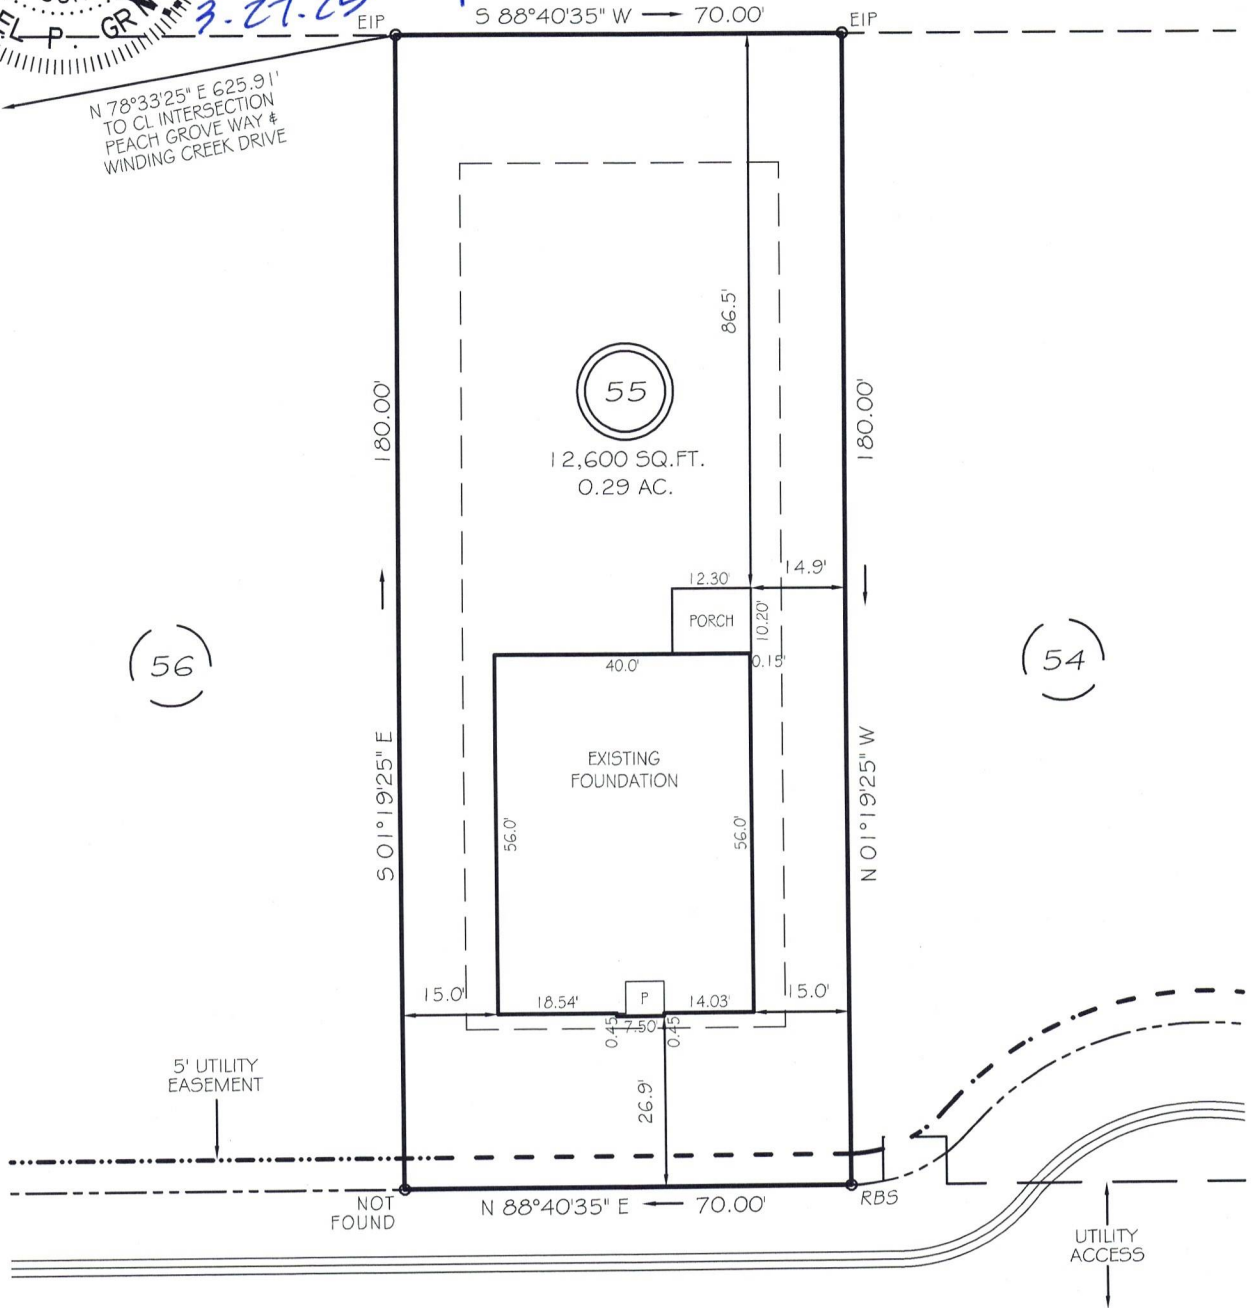 3.27.25
P. GR
EIP
S 88°40'35" W 70.00'
EIP
N 78°33'25" E 625.91'
TO CL INTERSECTION
PEACH GROVE WAY &
WINDING CREEK DRIVE
86.5'
180.00'
180.00'
55
12,600 SQ.FT.
0.29 AC.
12.30'
14.9'
PORCH
10.20'
40.0'
0.15'
56
54
EXISTING
FOUNDATION
S 01°19'25" E
N 01°19'25" W
56.0'
56.0'
15.0'
18.54'
P
14.03'
15.0'
0.45'
7.50'
0.45'
26.9'
5' UTILITY
EASEMENT
NOT
FOUND
N 88°40'35" E 70.00'
RBS
UTILITY
ACCESS